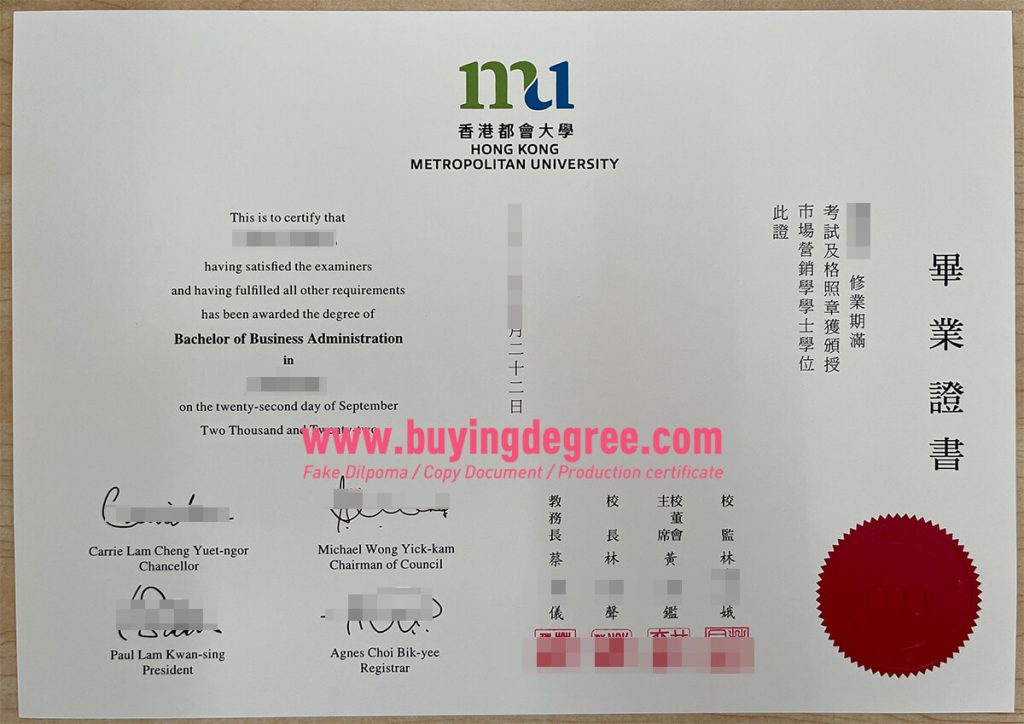 mu
香港都會大學
HONG KONG
METROPOLITAN UNIVERSITY
This is to certify that
having satisfied the examiners
and having fulfilled all other requirements
has been awarded the degree of
Bachelor of Business Administration
in
on the twenty-second day of September
Two Thousand and Twenty-two
畢業證書
修業期滿
考試及格照章獲頒授
市場營銷學學士學位
此證
月二十二日
www.buyingdegree.com
Fake Dilpoma / Copy Document / Production certificate
Carrie Lam Cheng Yuet-ngor
Chancellor
Michael Wong Yick-kam
Chairman of Council
Paul Lam Kwan-sing
President
Agnes Choi Bik-yee
Registrar
校監 林 娥
校董會主席 黃 鑑
校長 林 聲
教務長 蔡 儀